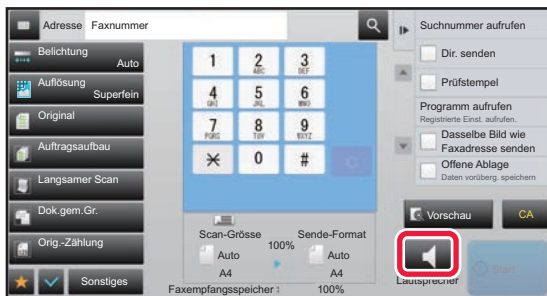 Adresse Faxnummer
Belichtung
Auto
Auflösung
Superfein
Original
Auftragsaufbau
Langsamer Scan
Dok.gem.Gr.
Orig.-Zählung
Sonstiges
1 2 3
ABC DEF
4 5 6
GHI JKL MNO
7 8 9
PQRS TUV WXYZ
0 #
C
Scan-Grösse Sende-Format
100%
Auto Auto
A4 A4
Faxempfangsspeicher : 100%
Suchnummer aufrufen
Dir. senden
Prüfstempel
Programm aufrufen
Registrierte Einst. aufrufen.
Dasselbe Bild wie
Faxadresse senden
Offene Ablage
Daten vorüberg. speichern
Vorschau CA
Lautsprecher
Start